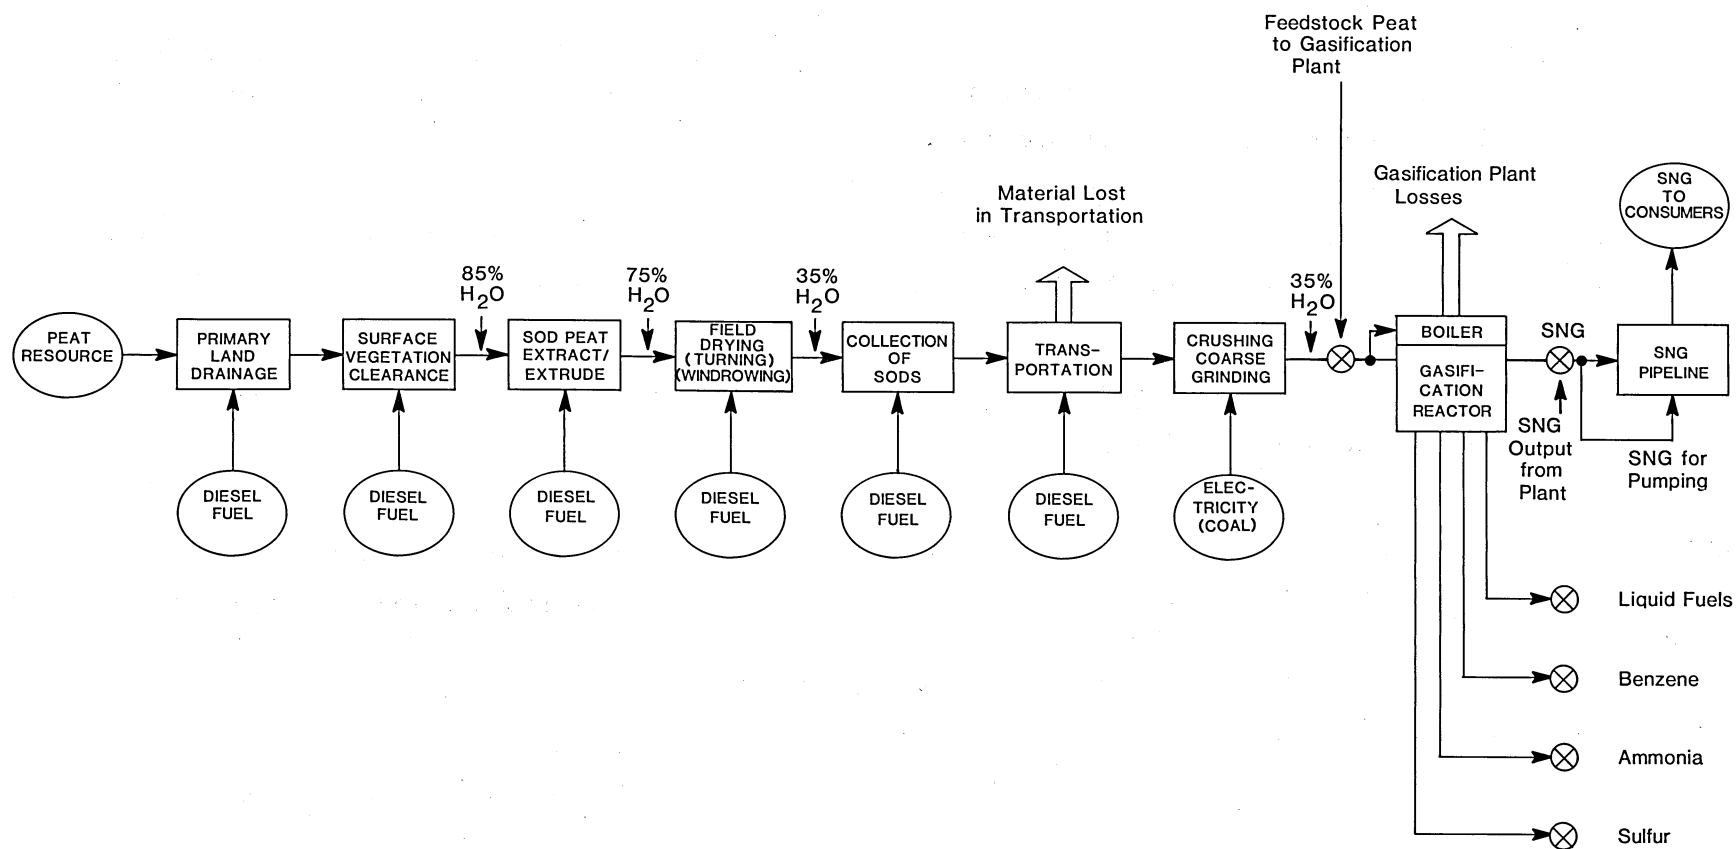 Feedstock Peat
to Gasification
Plant
Gasification Plant
Losses
Material Lost
in Transportation
SNG
TO
CONSUMERS
85%
H2O
75%
H2O
35%
H2O
35%
H2O
PEAT
RESOURCE
PRIMARY
LAND
DRAINAGE
SURFACE
VEGETATION
CLEARANCE
SOD PEAT
EXTRACT/
EXTRUDE
FIELD
DRYING
(TURNING)
(WINDROWING)
COLLECTION
OF
SODS
TRANS-
PORTATION
CRUSHING
COARSE
GRINDING
BOILER
GASIFI-
CATION
REACTOR
SNG
SNG
PIPELINE
SNG
Output
from
Plant
SNG for
Pumping
DIESEL
FUEL
DIESEL
FUEL
DIESEL
FUEL
DIESEL
FUEL
DIESEL
FUEL
DIESEL
FUEL
ELEC-
TRICITY
(COAL)
Liquid Fuels
Benzene
Ammonia
Sulfur